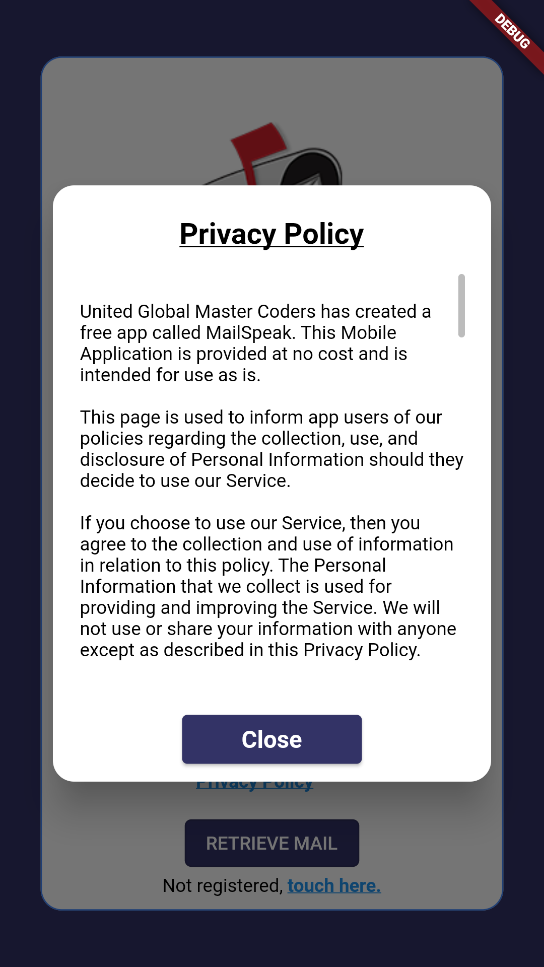 DEBUG
Privacy Policy
United Global Master Coders has created a
free app called MailSpeak. This Mobile
Application is provided at no cost and is
intended for use as is.
This page is used to inform app users of our
policies regarding the collection, use, and
disclosure of Personal Information should they
decide to use our Service.
If you choose to use our Service, then you
agree to the collection and use of information
in relation to this policy. The Personal
Information that we collect is used for
providing and improving the Service. We will
not use or share your information with anyone
except as described in this Privacy Policy.
Close
Privacy Policy
RETRIEVE MAIL
Not registered, touch here.